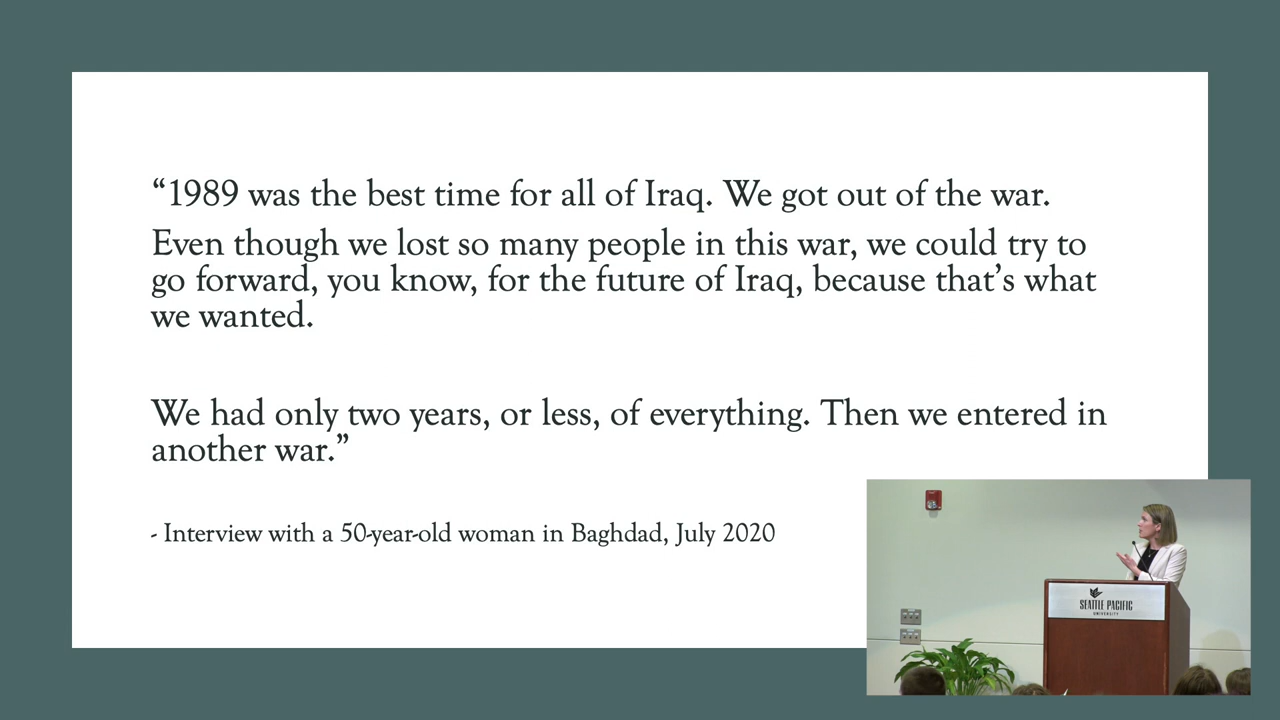 “1989 was the best time for all of Iraq. We got out of the war.
Even though we lost so many people in this war, we could try to
go forward, you know, for the future of Iraq, because that’s what
we wanted.
We had only two years, or less, of everything. Then we entered in
another war.”
- Interview with a 50-year-old woman in Baghdad, July 2020
SEATTLE PACIFIC
UNIVERSITY